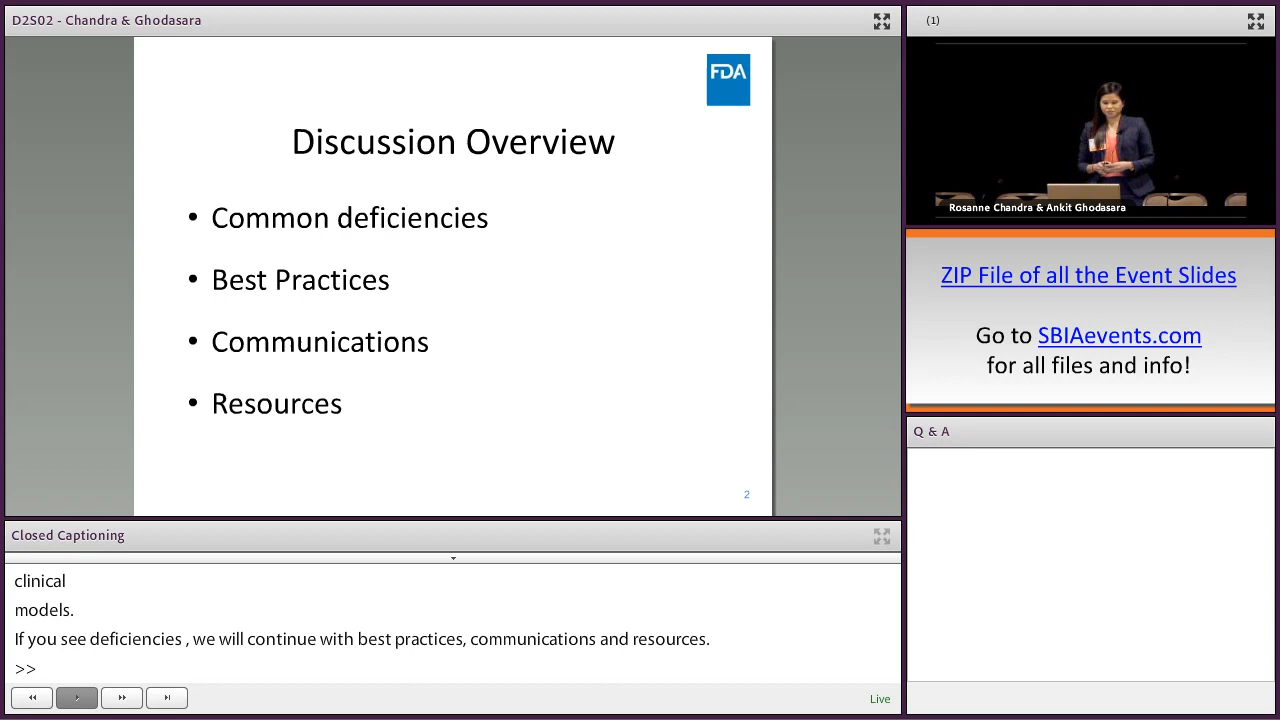 D2S02 - Chandra & Ghodasara
FDA
Discussion Overview
• Common deficiencies
• Best Practices
• Communications
• Resources
2
Closed Captioning
clinical
models.
If you see deficiencies , we will continue with best practices, communications and resources.
>>
Live
(1)
Rosanne Chandra & Ankit Ghodasara
ZIP File of all the Event Slides
Go to SBIAevents.com
for all files and info!
Q & A